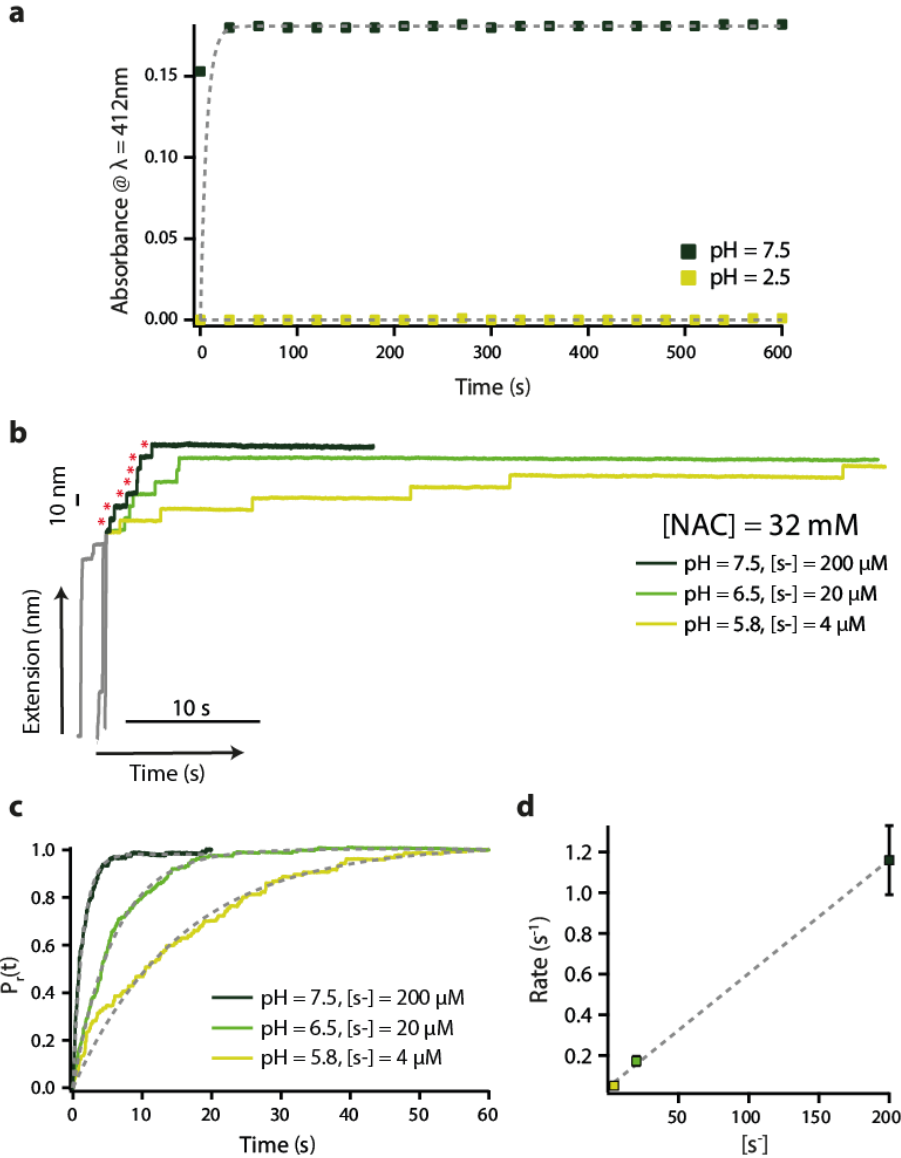 a
Absorbance @ λ = 412nm
0.15
0.10
0.05
0.00
0
100
200
300
400
500
600
Time (s)
pH = 7.5
pH = 2.5
b
* * * * * * *
10 nm
Extension (nm)
10 s
Time (s)
[NAC] = 32 mM
pH = 7.5, [s-] = 200 μM
pH = 6.5, [s-] = 20 μM
pH = 5.8, [s-] = 4 μM
c
Pr(t)
1.0
0.8
0.6
0.4
0.2
0.0
0
10
20
30
40
50
60
Time (s)
pH = 7.5, [s-] = 200 μM
pH = 6.5, [s-] = 20 μM
pH = 5.8, [s-] = 4 μM
d
Rate (s⁻¹)
1.2
1.0
0.8
0.6
0.4
0.2
50
100
150
200
[s⁻]